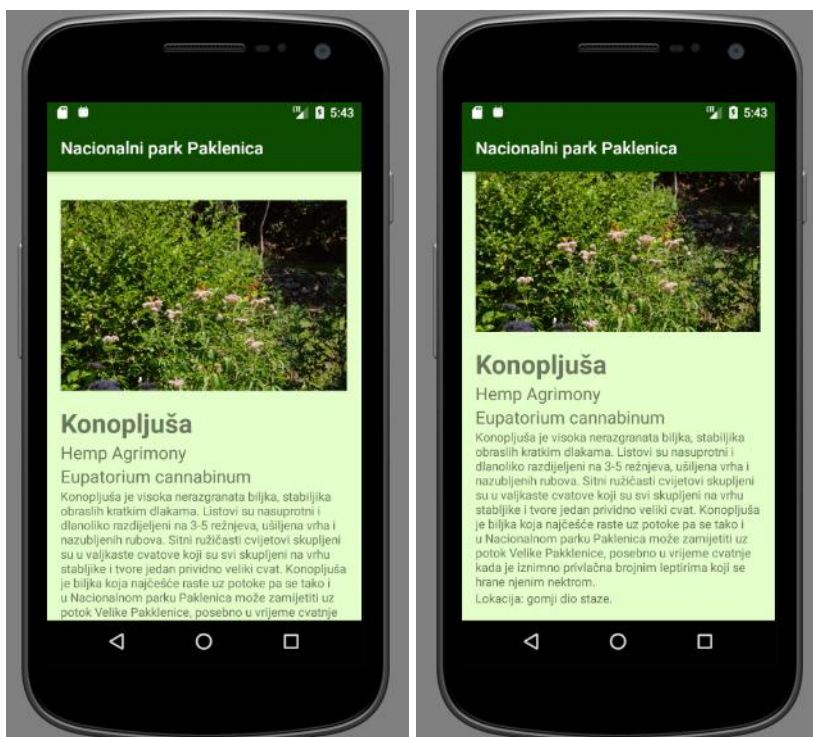 5:43
Nacionalni park Paklenica
Konopljuša
Hemp Agrimony
Eupatorium cannabinum
Konopljuša je visoka nerazgranata biljka, stabiljika
obraslih kratkim dlakama. Listovi su nasuprotni i
dlanoliko razdijeljeni na 3-5 režnjeva, ušiljena vrha i
nazubljenih rubova. Sitni ružičasti cvijetovi skupljeni
su u valjkaste cvatove koji su svi skupljeni na vrhu
stabljike i tvore jedan prividno veliki cvat. Konopljuša
je biljka koja najčešće raste uz potoke pa se tako i
u Nacionalnom parku Paklenica može zamijetiti uz
potok Velike Pakklenice, posebno u vrijeme cvatnje
5:43
Nacionalni park Paklenica
Konopljuša
Hemp Agrimony
Eupatorium cannabinum
Konopljuša je visoka nerazgranata biljka, stabiljika
obraslih kratkim dlakama. Listovi su nasuprotni i
dlanoliko razdijeljeni na 3-5 režnjeva, ušiljena vrha i
nazubljenih rubova. Sitni ružičasti cvijetovi skupljeni
su u valjkaste cvatove koji su svi skupljeni na vrhu
stabljike i tvore jedan prividno veliki cvat. Konopljuša
je biljka koja najčešće raste uz potoke pa se tako i
u Nacionalnom parku Paklenica može zamijetiti uz
potok Velike Pakklenice, posebno u vrijeme cvatnje
kada je iznimno privlačna brojnim leptirima koji se
hrane njenim nektrom.
Lokacija: gornji dio staze.